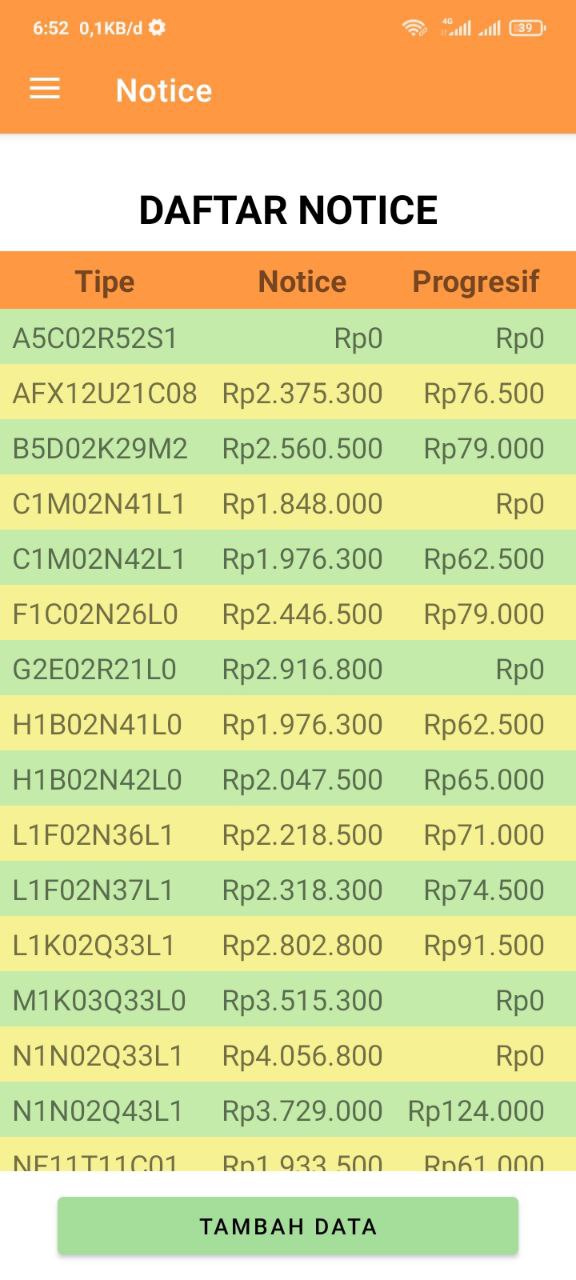 6:52 0,1KB/d 4G 39
Notice
DAFTAR NOTICE
Tipe Notice Progresif
A5C02R52S1 Rp0 Rp0
AFX12U21C08 Rp2.375.300 Rp76.500
B5D02K29M2 Rp2.560.500 Rp79.000
C1M02N41L1 Rp1.848.000 Rp0
C1M02N42L1 Rp1.976.300 Rp62.500
F1C02N26L0 Rp2.446.500 Rp79.000
G2E02R21L0 Rp2.916.800 Rp0
H1B02N41L0 Rp1.976.300 Rp62.500
H1B02N42L0 Rp2.047.500 Rp65.000
L1F02N36L1 Rp2.218.500 Rp71.000
L1F02N37L1 Rp2.318.300 Rp74.500
L1K02Q33L1 Rp2.802.800 Rp91.500
M1K03Q33L0 Rp3.515.300 Rp0
N1N02Q33L1 Rp4.056.800 Rp0
N1N02Q43L1 Rp3.729.000 Rp124.000
Rp1.933.500 Rp61.000
TAMBAH DATA